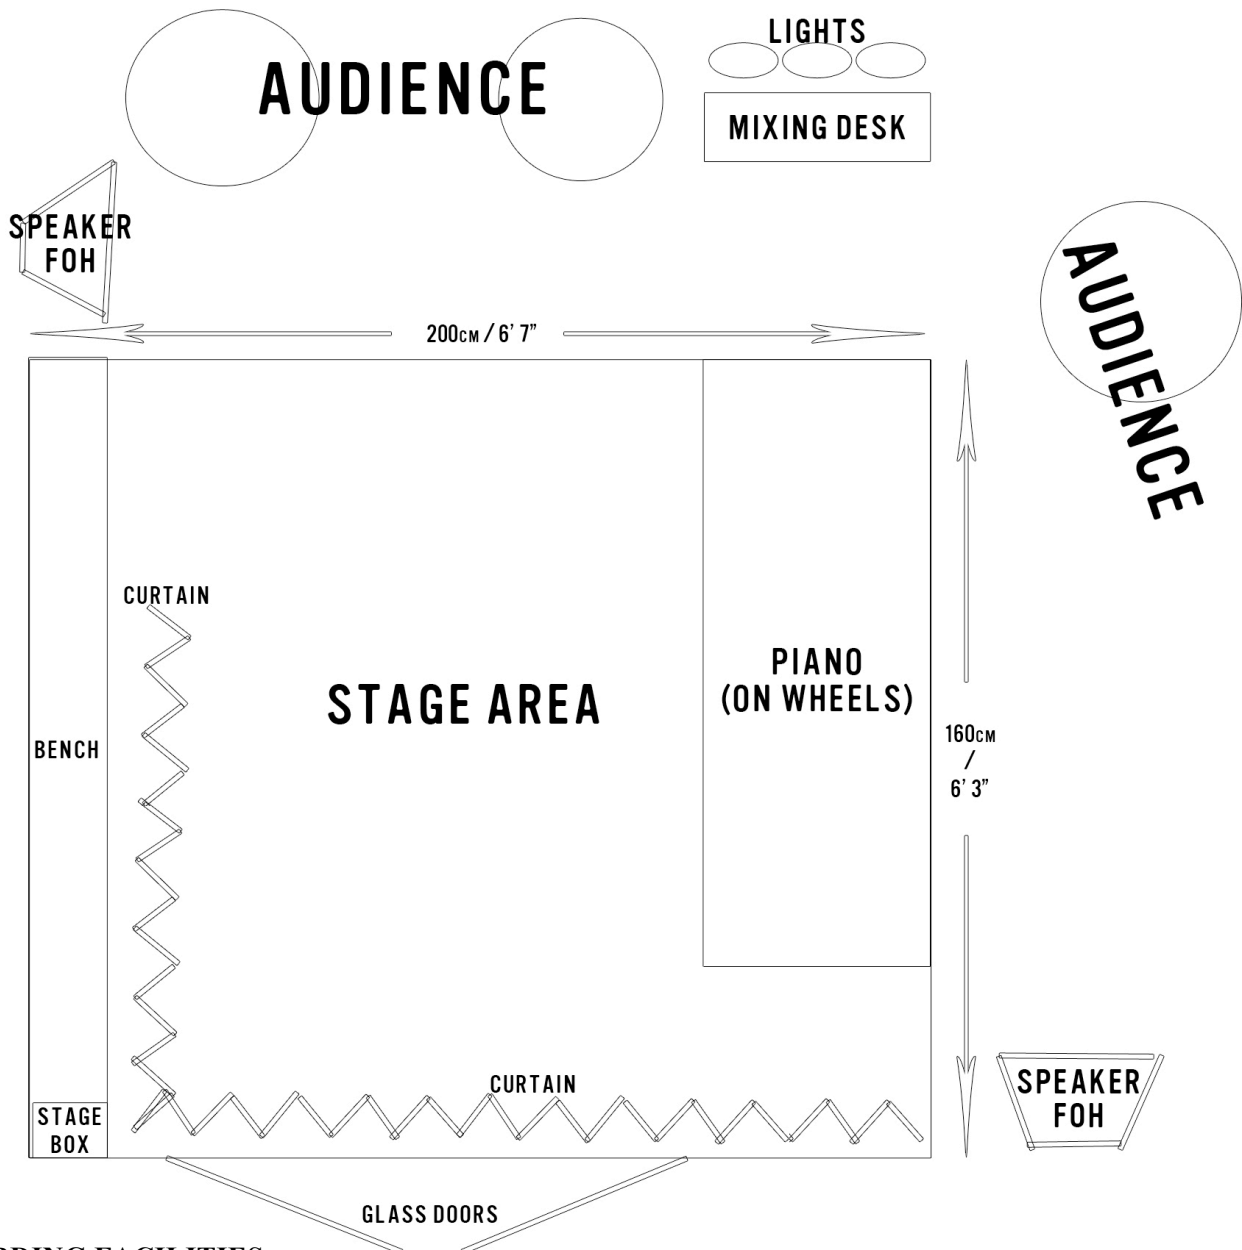 LIGHTS
AUDIENCE
MIXING DESK
SPEAKER
FOH
200CM / 6' 7”
AUDIENCE
CURTAIN
PIANO
(ON WHEELS)
STAGE AREA
BENCH
160CM
/
6' 3”
CURTAIN
SPEAKER
FOH
STAGE
BOX
GLASS DOORS
FACILITIES